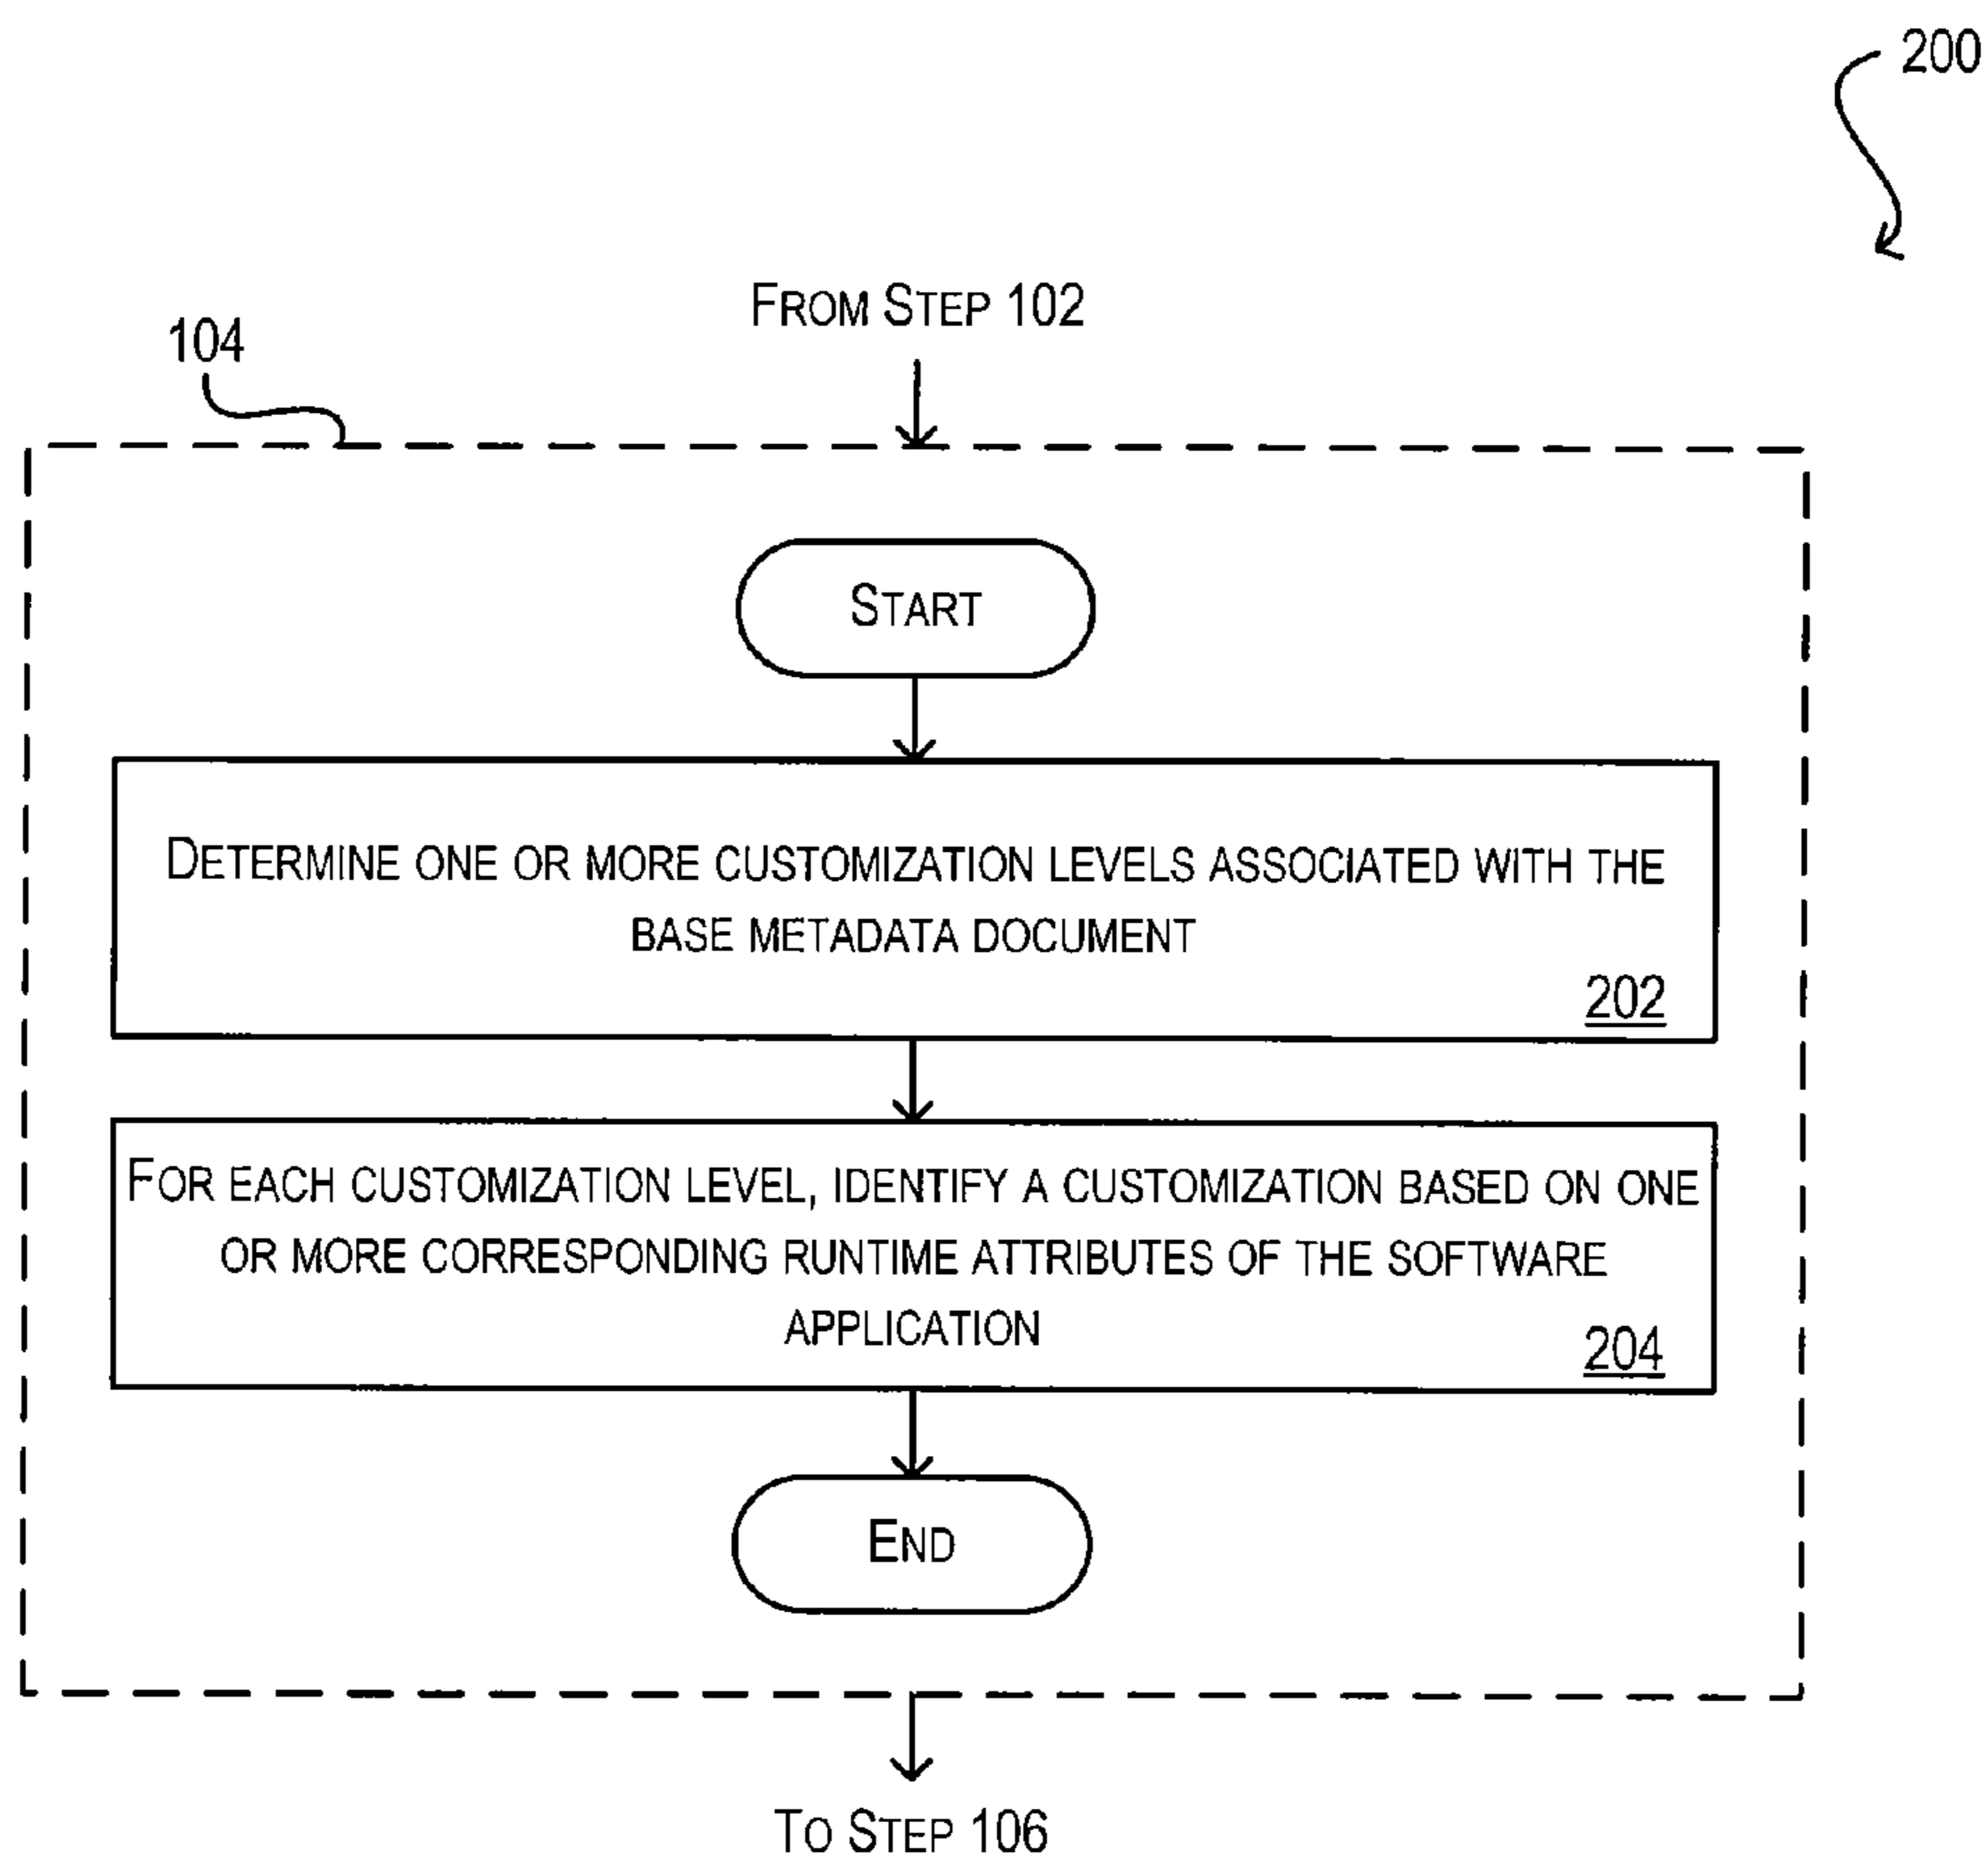 200
FROM STEP 102
104
START
DETERMINE ONE OR MORE CUSTOMIZATION LEVELS ASSOCIATED WITH THE
BASE METADATA DOCUMENT
202
FOR EACH CUSTOMIZATION LEVEL, IDENTIFY A CUSTOMIZATION BASED ON ONE
OR MORE CORRESPONDING RUNTIME ATTRIBUTES OF THE SOFTWARE
APPLICATION
204
END
TO STEP 106